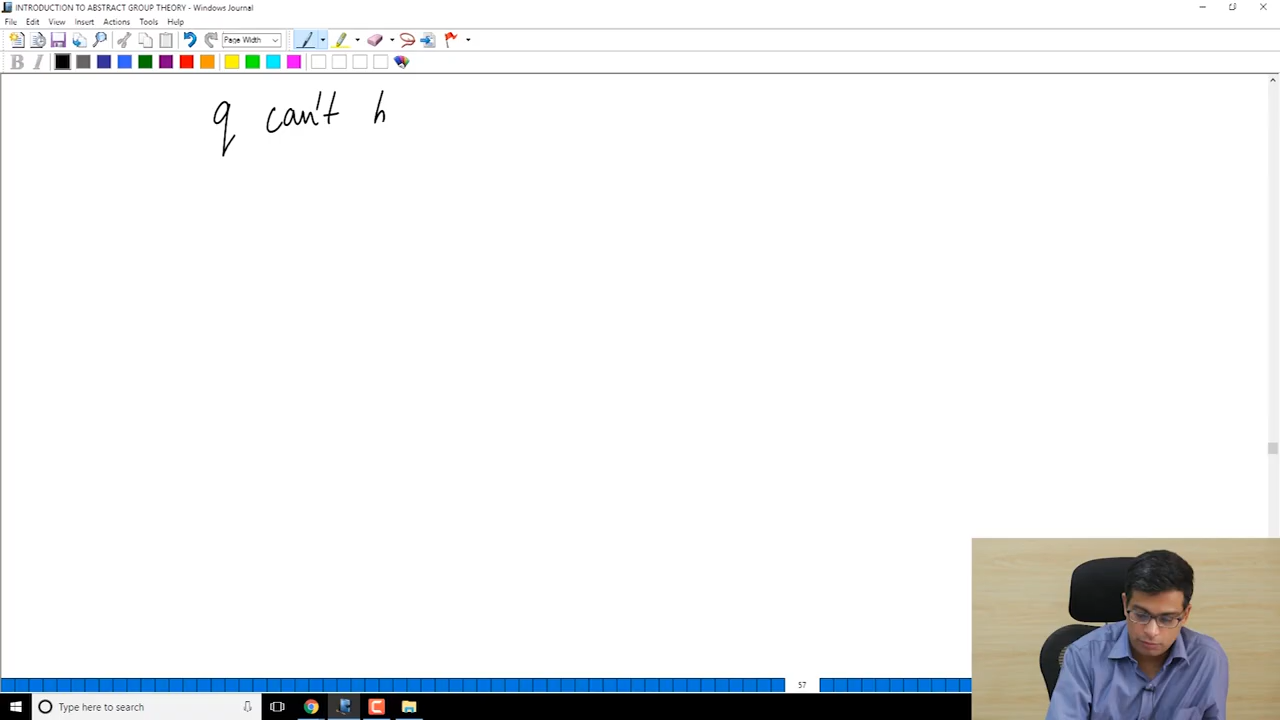 INTRODUCTION TO ABSTRACT GROUP THEORY - Windows Journal
File Edit View Insert Actions Tools Help
Page Width
B I
q can't h
57
Type here to search